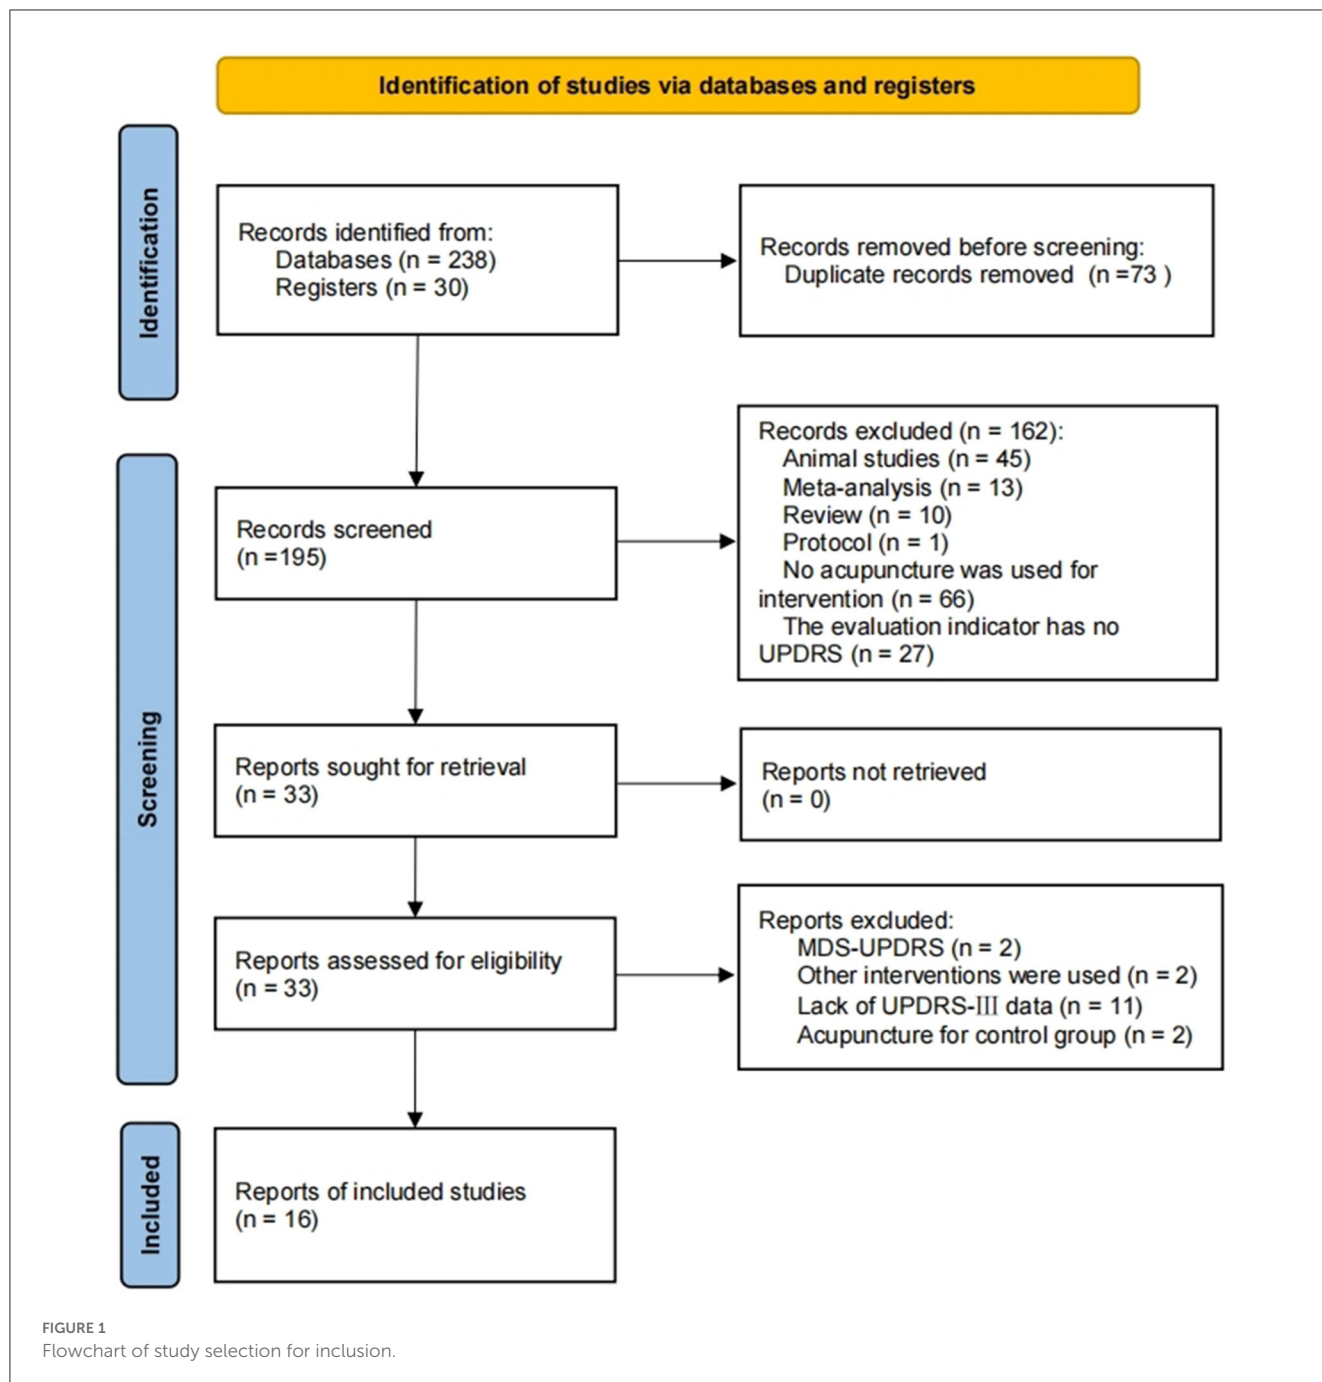 Identification of studies via databases and registers
Identification
Records identified from:
Databases (n = 238)
Registers (n = 30)
Records removed before screening:
Duplicate records removed (n =73 )
Screening
Records screened
(n =195)
Records excluded (n = 162):
Animal studies (n = 45)
Meta-analysis (n = 13)
Review (n = 10)
Protocol (n = 1)
No acupuncture was used for
intervention (n = 66)
The evaluation indicator has no
UPDRS (n = 27)
Reports sought for retrieval
(n = 33)
Reports not retrieved
(n = 0)
Reports assessed for eligibility
(n = 33)
Reports excluded:
MDS-UPDRS (n = 2)
Other interventions were used (n = 2)
Lack of UPDRS-III data (n = 11)
Acupuncture for control group (n = 2)
Included
Reports of included studies
(n = 16)
FIGURE 1
Flowchart of study selection for inclusion.